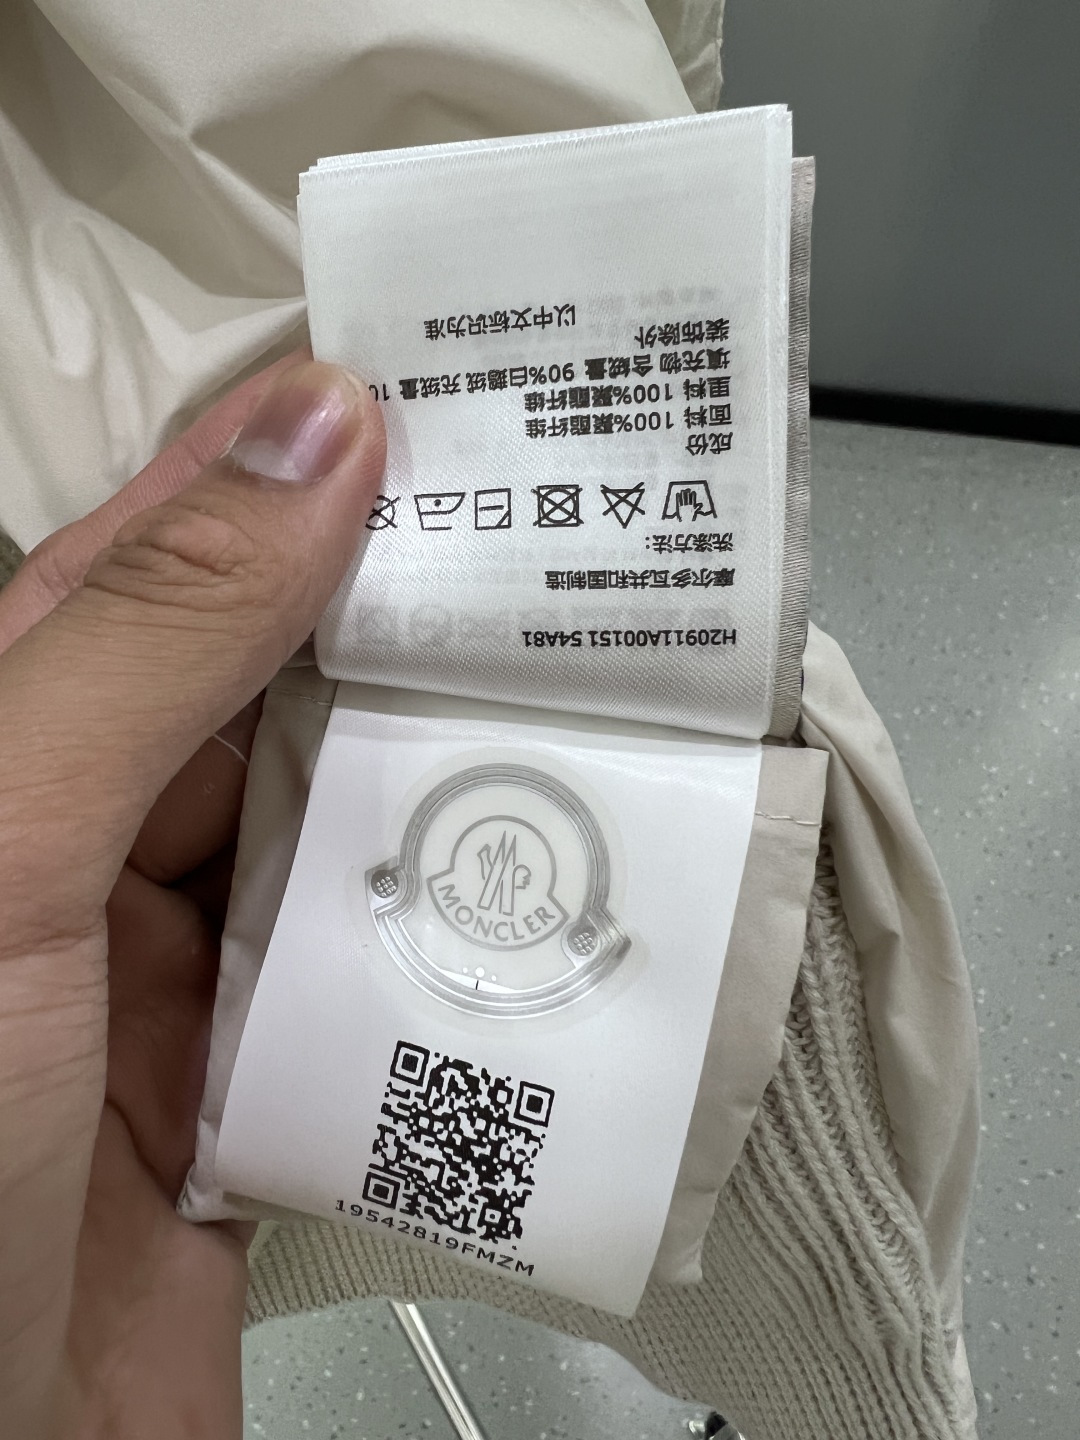 H20911A00151 54A81
摩尔多瓦共和国制造
洗涤方法:
成份
面料 100%聚酯纤维
里料 100%聚酯纤维
填充物 含绒量 90%白鹅绒 充绒量 10
装饰除外
以中文标识为准
MONCLER
19542819FMZM